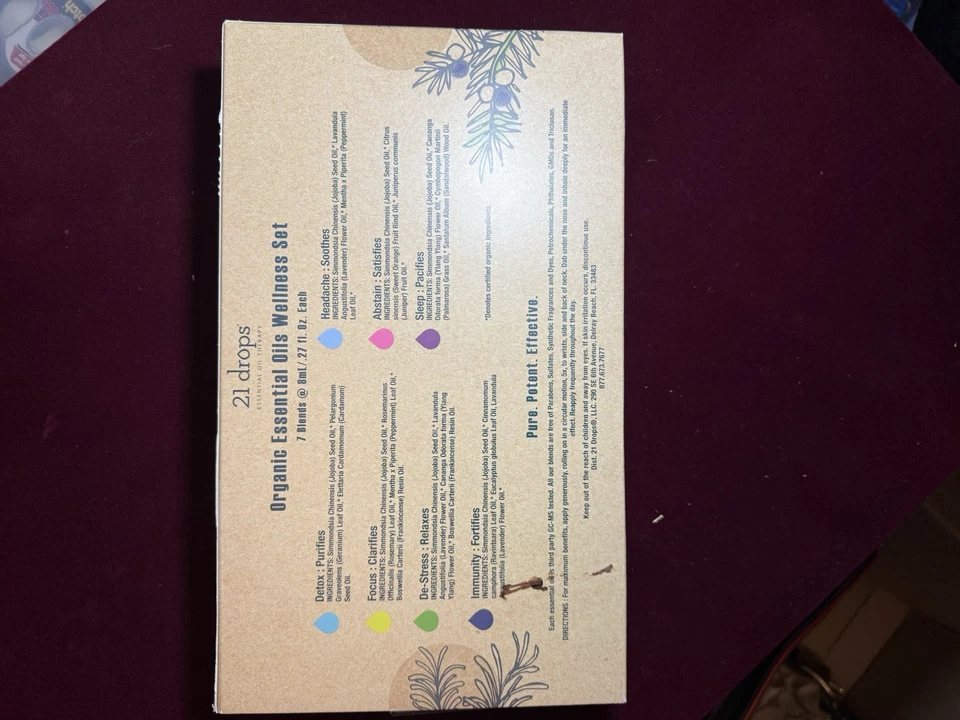 21 drops®
ESSENTIAL OIL THERAPY
Organic Essential Oils Wellness Set
7 Blends @ 8mL/.27 fl. Oz. Each
Detox : Purifies
INGREDIENTS: Simmondsia Chinensis (Jojoba) Seed Oil,* Pelargonium
Graveolens (Geranium) Leaf Oil,* Elettaria Cardamomum (Cardamom)
Seed Oil.
Focus : Clarifies
INGREDIENTS: Simmondsia Chinensis (Jojoba) Seed Oil,* Rosemarinus
Officinalis (Rosemary) Leaf Oil,* Mentha x Piperita (Peppermint) Leaf Oil,*
Boswellia Carterii (Frankincense) Resin Oil.
De-Stress : Relaxes
INGREDIENTS: Simmondsia Chinensis (Jojoba) Seed Oil,* Lavandula
Angustifolia (Lavender) Flower Oil,* Cananga Odorata forma (Ylang
Ylang) Flower Oil,* Boswellia Carterii (Frankincense) Resin Oil.
Immunity : Fortifies
INGREDIENTS: Simmondsia Chinensis (Jojoba) Seed Oil,* Cinnamomum
camphora (Ravintsara) Leaf Oil,* Eucalyptus globulus Leaf Oil, Lavandula
Angustifolia (Lavender) Flower Oil.*
Headache : Soothes
INGREDIENTS: Simmondsia Chinensis (Jojoba) Seed Oil,* Lavandula
Angustifolia (Lavender) Flower Oil,* Mentha x Piperita (Peppermint)
Leaf Oil.*
Abstain : Satisfies
INGREDIENTS: Simmondsia Chinensis (Jojoba) Seed Oil,* Citrus
sinensis (Sweet Orange) Fruit Rind Oil,* Juniperus communis
(Juniper) Fruit Oil.*
Sleep : Pacifies
INGREDIENTS: Simmondsia Chinensis (Jojoba) Seed Oil,* Cananga
Odorata forma (Ylang Ylang) Flower Oil,* Cymbopogon Martinii
(Palmarosa) Grass Oil,* Santalum Album (Sandalwood) Wood Oil.
*Denotes certified organic ingredients.
Pure. Potent. Effective.
Each essential oil is third party GC-MS tested. All our blends are free of Parabens, Sulfates, Synthetic Fragrances and Dyes, Petrochemicals, Phthalates, GMOs and Triclosan.
DIRECTIONS : For maximum benefits, apply generously, rolling on in a circular motion, 5x, to wrists, side and back of neck. Dab under the nose and inhale deeply for an immediate
effect. Reapply frequently throughout the day.
Keep out of the reach of children and away from eyes. If skin irritation occurs, discontinue use.
Dist. 21 Drops®, LLC. 290 SE 6th Avenue, Delray Beach, FL. 33483
877.673.7677